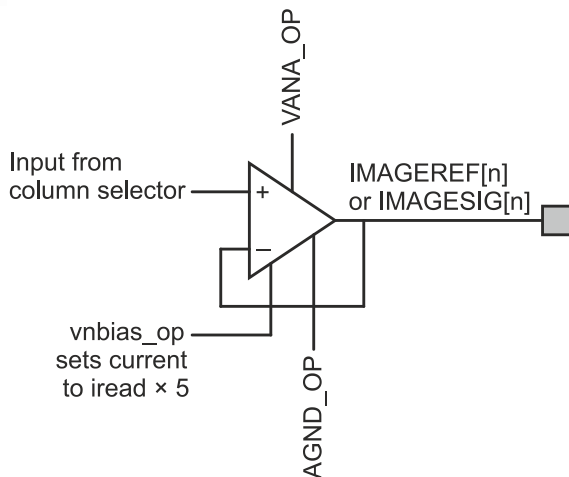 VANA_OP
Input from
column selector
+
IMAGEREF[n]
or IMAGESIG[n]
−
vnbias_op
sets current
to iread × 5
AGND_OP